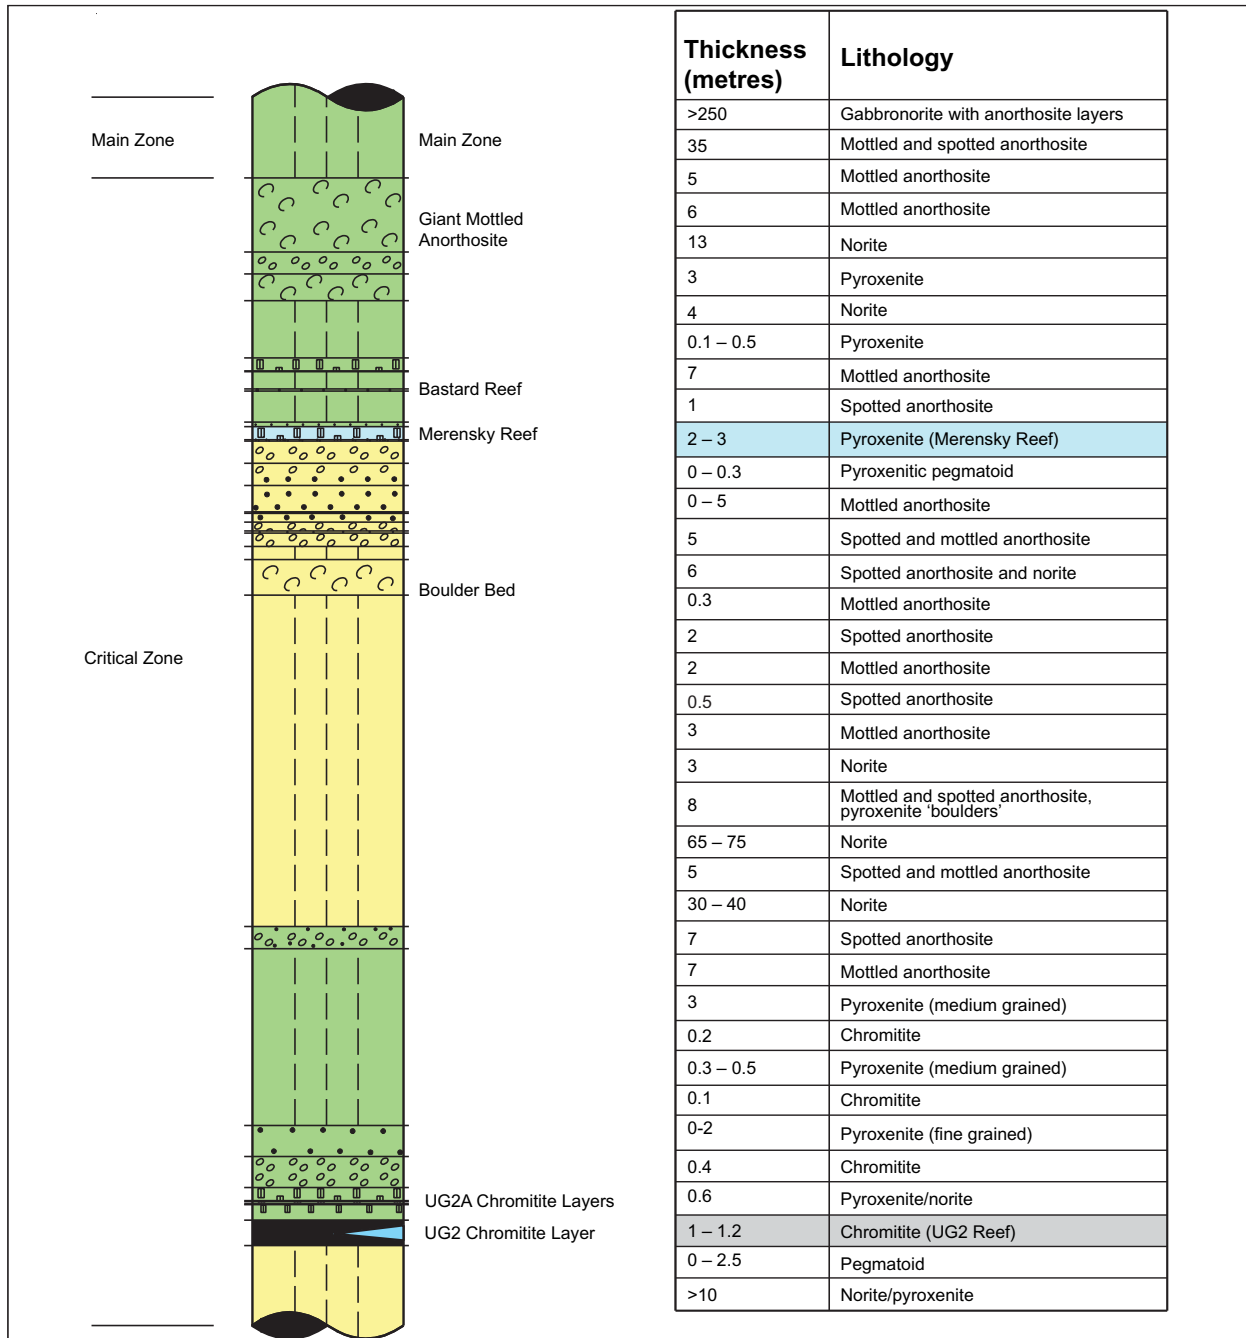 Main Zone
Critical Zone
Main Zone
Giant Mottled
Anorthosite
Bastard Reef
Merensky Reef
Boulder Bed
UG2A Chromitite Layers
UG2 Chromitite Layer
Thickness
(metres)
Lithology
>250 Gabbronorite with anorthosite layers
35 Mottled and spotted anorthosite
5 Mottled anorthosite
6 Mottled anorthosite
13 Norite
3 Pyroxenite
4 Norite
0.1 – 0.5 Pyroxenite
7 Mottled anorthosite
1 Spotted anorthosite
2 – 3 Pyroxenite (Merensky Reef)
0 – 0.3 Pyroxenitic pegmatoid
0 – 5 Mottled anorthosite
5 Spotted and mottled anorthosite
6 Spotted anorthosite and norite
0.3 Mottled anorthosite
2 Spotted anorthosite
2 Mottled anorthosite
0.5 Spotted anorthosite
3 Mottled anorthosite
3 Norite
8 Mottled and spotted anorthosite,
pyroxenite ‘boulders’
65 – 75 Norite
5 Spotted and mottled anorthosite
30 – 40 Norite
7 Spotted anorthosite
7 Mottled anorthosite
3 Pyroxenite (medium grained)
0.2 Chromitite
0.3 – 0.5 Pyroxenite (medium grained)
0.1 Chromitite
0-2 Pyroxenite (fine grained)
0.4 Chromitite
0.6 Pyroxenite/norite
1 – 1.2 Chromitite (UG2 Reef)
0 – 2.5 Pegmatoid
>10 Norite/pyroxenite